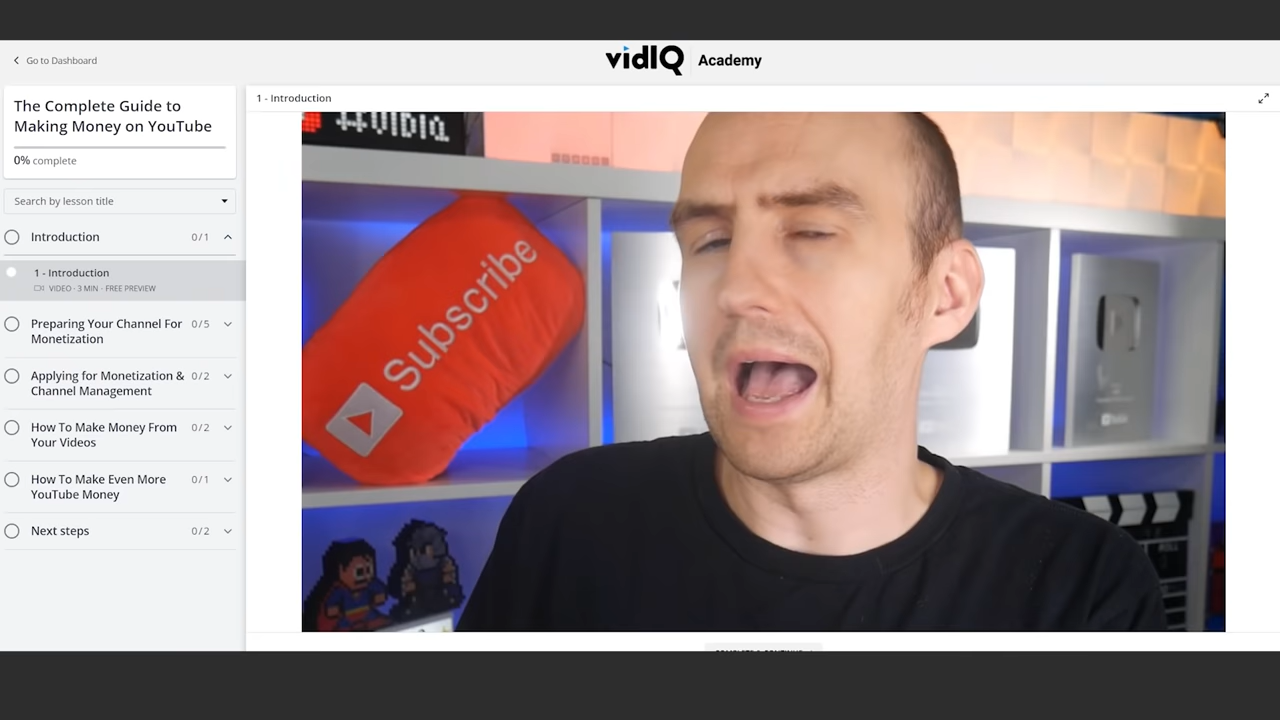 Go to Dashboard
vidIQ Academy
The Complete Guide to
Making Money on YouTube
0% complete
Search by lesson title
Introduction 0/1
1 - Introduction
VIDEO · 3 MIN · FREE PREVIEW
Preparing Your Channel For 0/5
Monetization
Applying for Monetization & 0/2
Channel Management
How To Make Money From 0/2
Your Videos
How To Make Even More 0/1
YouTube Money
Next steps 0/2
1 - Introduction
#vidIQ
Subscribe
YouTube
ROLL